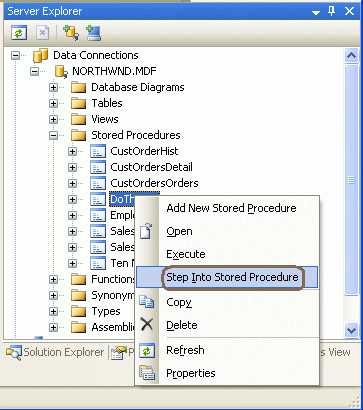 Server Explorer
Data Connections
NORTHWND.MDF
Database Diagrams
Tables
Views
Stored Procedures
CustOrderHist
CustOrdersDetail
CustOrdersOrders
DoTh
Emplo
Sales
Sales
Ten M
Functions
Synonym
Types
Assemblie
Add New Stored Procedure
Open
Execute
Step Into Stored Procedure
Copy
Delete
Refresh
Properties
Solution Explorer
s View